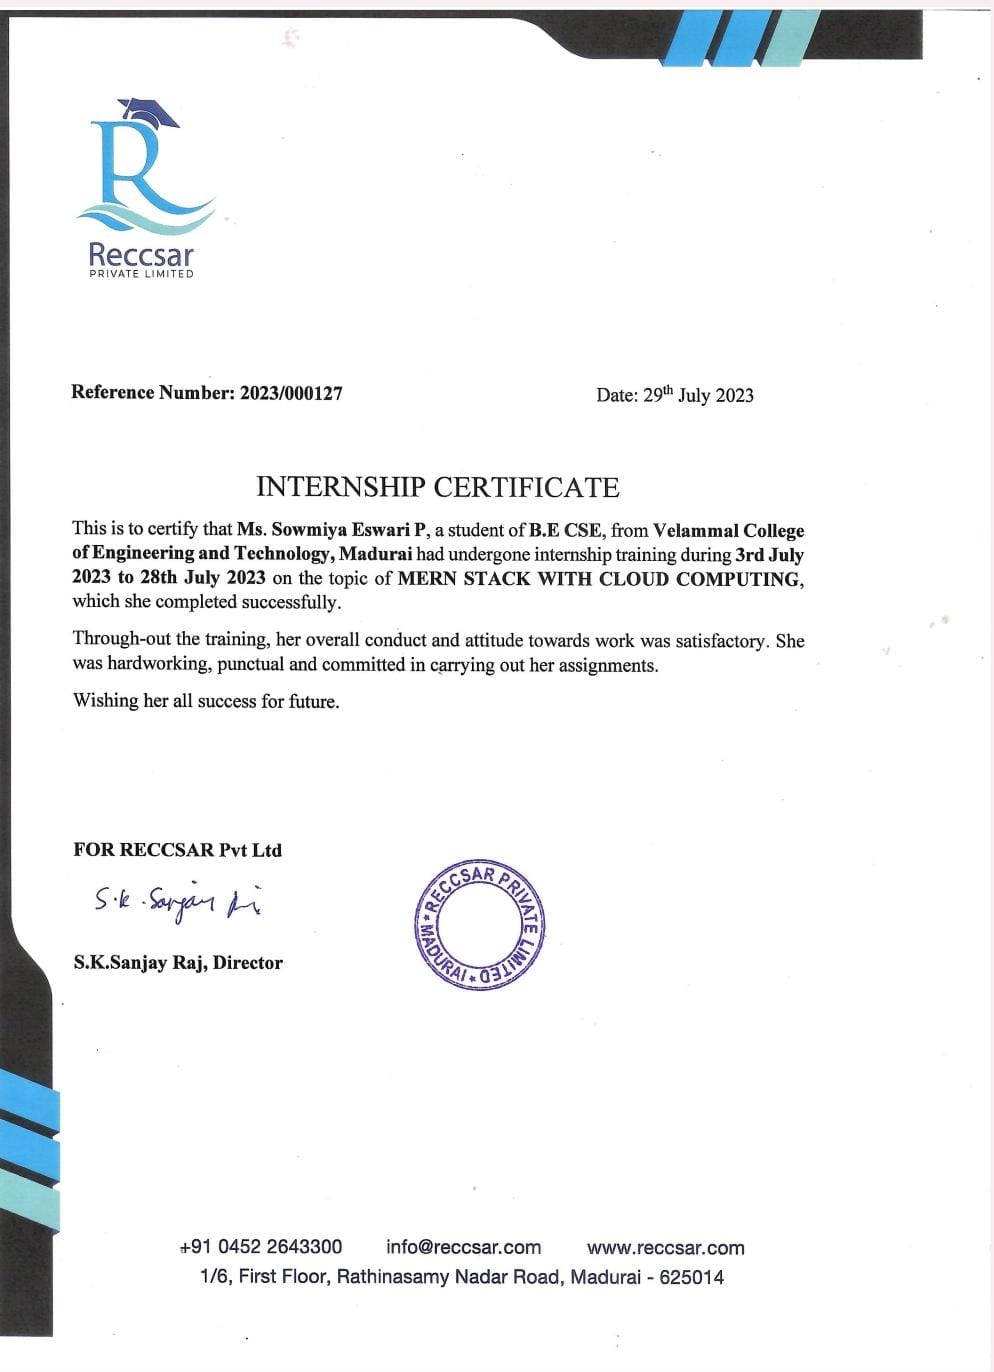 R
Reccsar
PRIVATE LIMITED
Reference Number: 2023/000127
Date: 29th July 2023
INTERNSHIP CERTIFICATE
This is to certify that Ms. Sowmiya Eswari P, a student of B.E CSE, from Velammal College
of Engineering and Technology, Madurai had undergone internship training during 3rd July
2023 to 28th July 2023 on the topic of MERN STACK WITH CLOUD COMPUTING,
which she completed successfully.
Through-out the training, her overall conduct and attitude towards work was satisfactory. She
was hardworking, punctual and committed in carrying out her assignments.
Wishing her all success for future.
FOR RECCSAR Pvt Ltd
S.K.Sanjay Raj
S.K.Sanjay Raj, Director
RECCSAR PRIVATE LIMITED * MADURAI *
+91 0452 2643300 info@reccsar.com www.reccsar.com
1/6, First Floor, Rathinasamy Nadar Road, Madurai - 625014